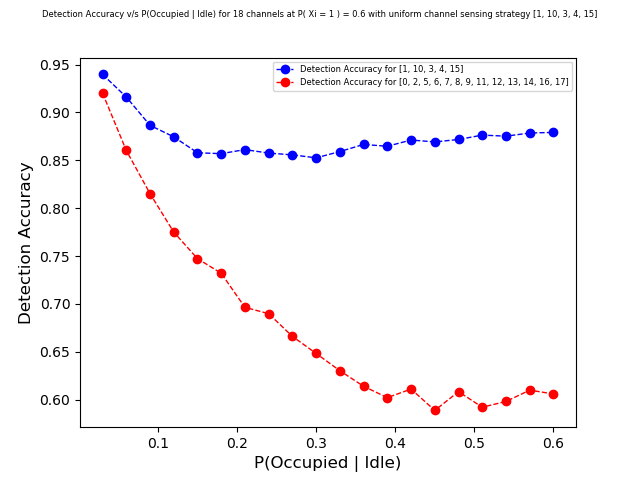 Detection Accuracy v/s P(Occupied | Idle) for 18 channels at P( Xi = 1 ) = 0.6 with uniform channel sensing strategy [1, 10, 3, 4, 15]
Detection Accuracy for [1, 10, 3, 4, 15]
Detection Accuracy for [0, 2, 5, 6, 7, 8, 9, 11, 12, 13, 14, 16, 17]
0.95
0.90
0.85
0.80
0.75
0.70
0.65
0.60
Detection Accuracy
0.1 0.2 0.3 0.4 0.5 0.6
P(Occupied | Idle)